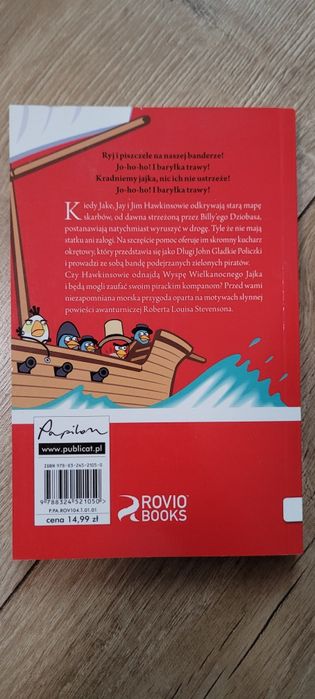 Ryj i piszczele na naszej banderze!
Jo-ho-ho! I baryłka trawy!
Kradniemy jajka, nic ich nie ustrzeże!
Jo-ho-ho! I baryłka trawy!
Kiedy Jake, Jay i Jim Hawkinsowie odkrywają starą mapę
skarbów, od dawna strzeżoną przez Billy'ego Dziobasa,
postanawiają natychmiast wyruszyć w drogę. Tyle że nie mają
statku ani załogi. Na szczęście pomoc oferuje im skromny kucharz
okrętowy, który przedstawia się jako Długi John Gładkie Policzki
i prowadzi ze sobą bandę podejrzanych zielonych piratów.
Czy Hawkinsowie odnajdą Wyspę Wielkanocnego Jajka
i będą mogli zaufać swoim pirackim kompanom? Przed wami
niezapomniana morska przygoda oparta na motywach słynnej
powieści awanturniczej Roberta Louisa Stevensona.
Papilon
www.publicat.pl
ISBN 978-83-245-2105-0
9 788324 521050 >
P.PA.ROV104.1.01.01
cena 14,99 zł
ROVIO
BOOKS